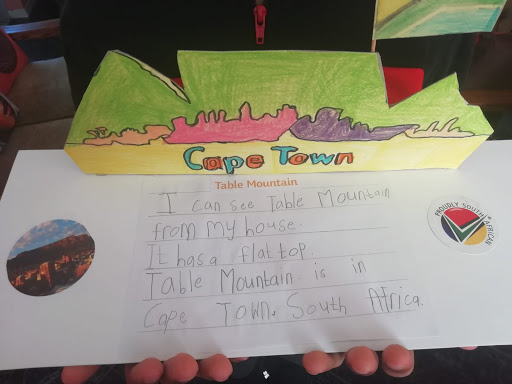 Cape Town
Table Mountain
I can see Table Mountain
from my house.
It has a flat top.
Table Mountain is in
Cape Town, South Africa.
PROUDLY SOUTH AFRICAN